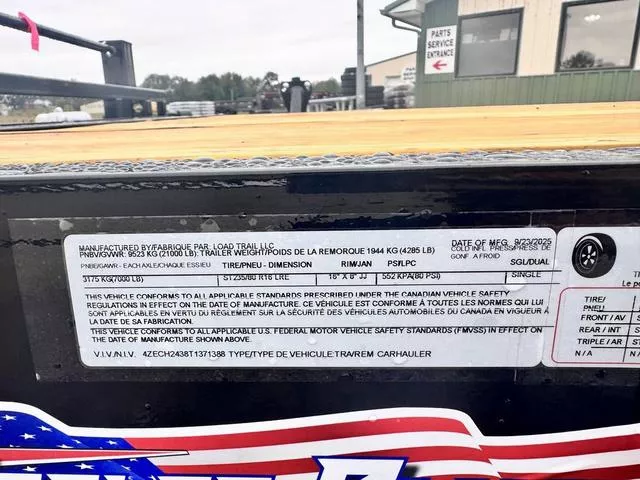 PARTS
SERVICE
ENTRANCE
MANUFACTURED BY/FABRIQUE PAR: LOAD TRAIL LLC DATE OF MFG 9/23/2025
PNBV/GVWR: 9523 KG (21000 LB); TRAILER WEIGHT/POIDS DE LA REMORQUE 1944 KG (4285 LB) COLD INFL. PRESS/PRESS. DE
GONF. A FROID
PNBE/GAWR - EACH AXLE/CHAQUE ESSIEU TIRE/PNEU - DIMENSION RIM/JAN PSI/LPC SGL/DUAL
3175 KG(7000 LB) ST235/80 R16 LRE 16" X 6" JJ 552 KPA(80 PSI) SINGLE
THIS VEHICLE CONFORMS TO ALL APPLICABLE STANDARDS PRESCRIBED UNDER THE CANADIAN VEHICLE SAFETY
REGULATIONS IN EFFECT ON THE DATE OF MANUFACTURE. LE VEHICULE EST CONFORME À TOUTES LES NORMES QUI LUI
SONT APPLICABLES EN VERTU DU RÈGLEMENT SUR LA SÉCURITÉ DES VÉHICULES AUTOMOBILES DU CANADA EN VIGUEUR À
LA DATE DE SA FABRICATION.
THIS VEHICLE CONFORMS TO ALL APPLICABLE U.S. FEDERAL MOTOR VEHICLE SAFETY STANDARDS (FMVSS) IN EFFECT ON
THE DATE OF MANUFACTURE SHOWN ABOVE.
V.I.V./N.I.V. 4ZECH2438T1371388 TYPE/TYPE DE VEHICULE:TRA/REM CARHAULER
TIRE/
PNEU
FRONT / AV
REAR / INT
TRIPLE / AR
N / A